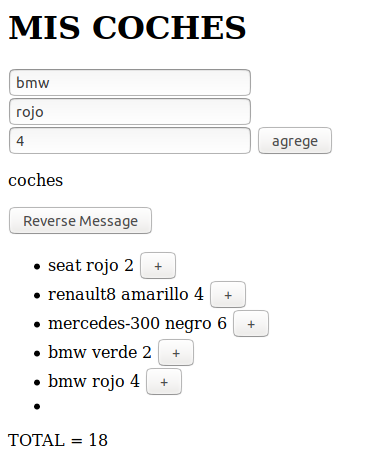 MIS COCHES
bmw
rojo
4 agrege
coches
Reverse Message
seat rojo 2 +
renault8 amarillo 4 +
mercedes-300 negro 6 +
bmw verde 2 +
bmw rojo 4 +
TOTAL = 18